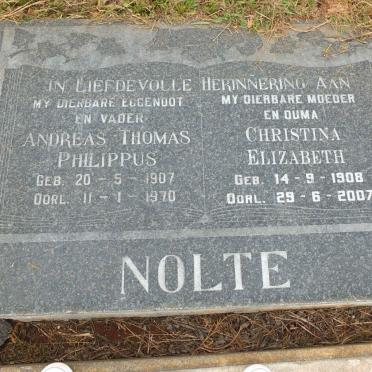 IN LIEFDEVOLLE HERINNERING AAN
MY DIERBARE EGGENOOT
EN VADER
ANDREAS THOMAS
PHILIPPUS
GEB. 20 - 5 - 1907
OORL. 11 - 1 - 1970
MY DIERBARE MOEDER
EN OUMA
CHRISTINA
ELIZABETH
GEB. 14 - 9 - 1908
OORL. 29 - 6 - 2007
NOLTE